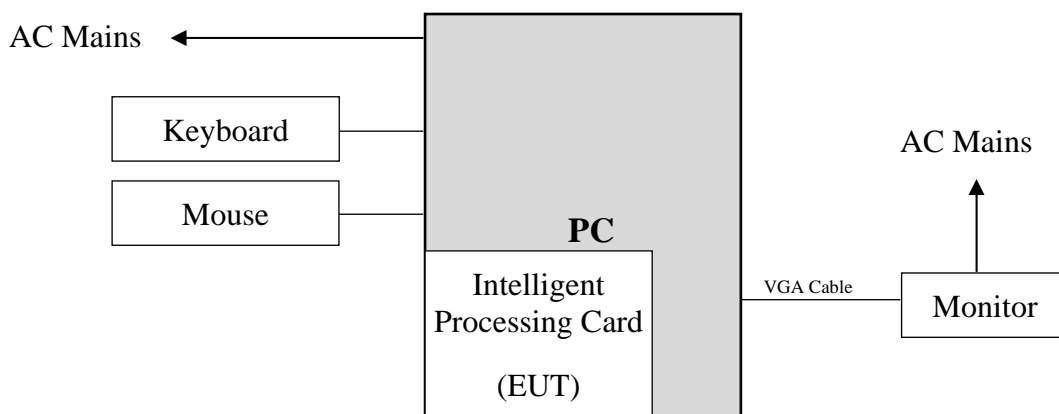 AC Mains
Keyboard
Mouse
PC
Intelligent
Processing Card
(EUT)
VGA Cable
AC Mains
Monitor